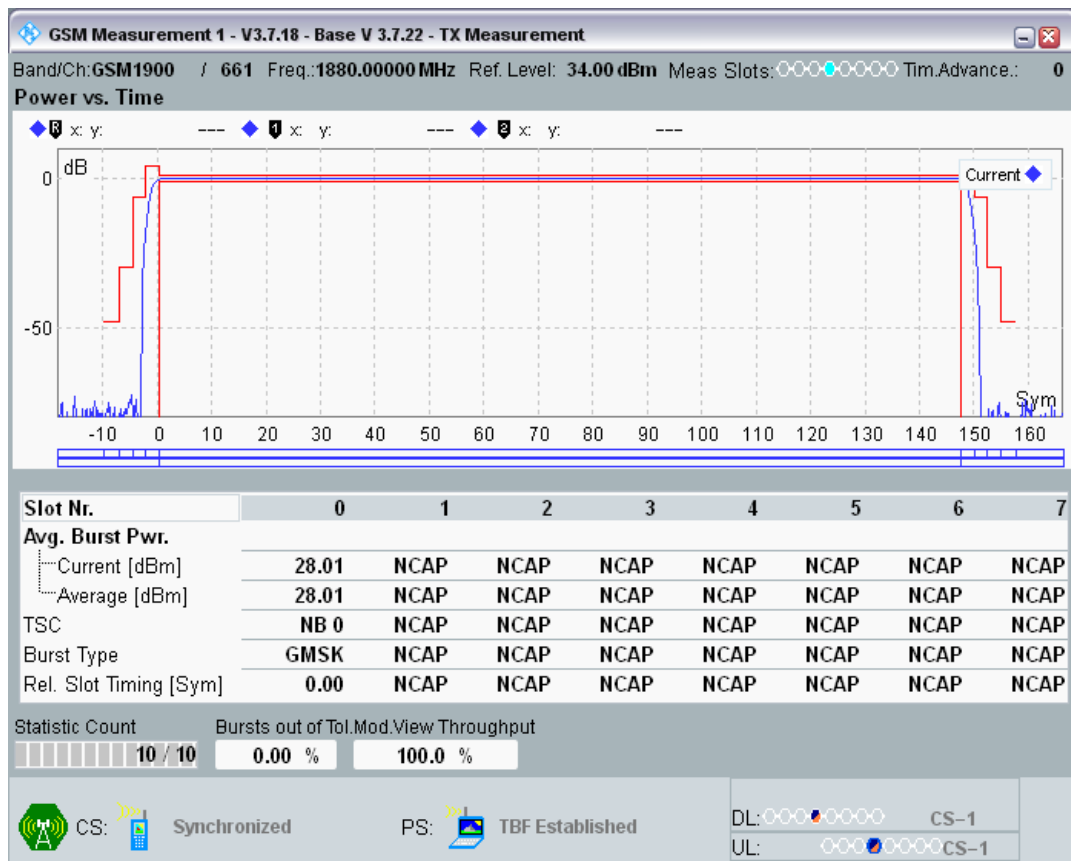 GSM Measurement 1 - V3.7.18 - Base V 3.7.22 - TX Measurement
Band/Ch:GSM1900 / 661 Freq.:1880.00000 MHz Ref. Level: 34.00 dBm Meas Slots: Tim.Advance.: 0
Power vs. Time
R x: y: --- 1 x: y: --- 2 x: y: ---
dB
0
Current
-50
Sym
-10 0 10 20 30 40 50 60 70 80 90 100 110 120 130 140 150 160
Slot Nr. 0 1 2 3 4 5 6 7
Avg. Burst Pwr.
Current [dBm] 28.01 NCAP NCAP NCAP NCAP NCAP NCAP NCAP
Average [dBm] 28.01 NCAP NCAP NCAP NCAP NCAP NCAP NCAP
TSC NB 0 NCAP NCAP NCAP NCAP NCAP NCAP NCAP
Burst Type GMSK NCAP NCAP NCAP NCAP NCAP NCAP NCAP
Rel. Slot Timing [Sym] 0.00 NCAP NCAP NCAP NCAP NCAP NCAP NCAP
Statistic Count Bursts out of Tol.Mod.View Throughput
10 / 10 0.00 % 100.0 %
CS: Synchronized PS: TBF Established DL: CS-1
UL: CS-1